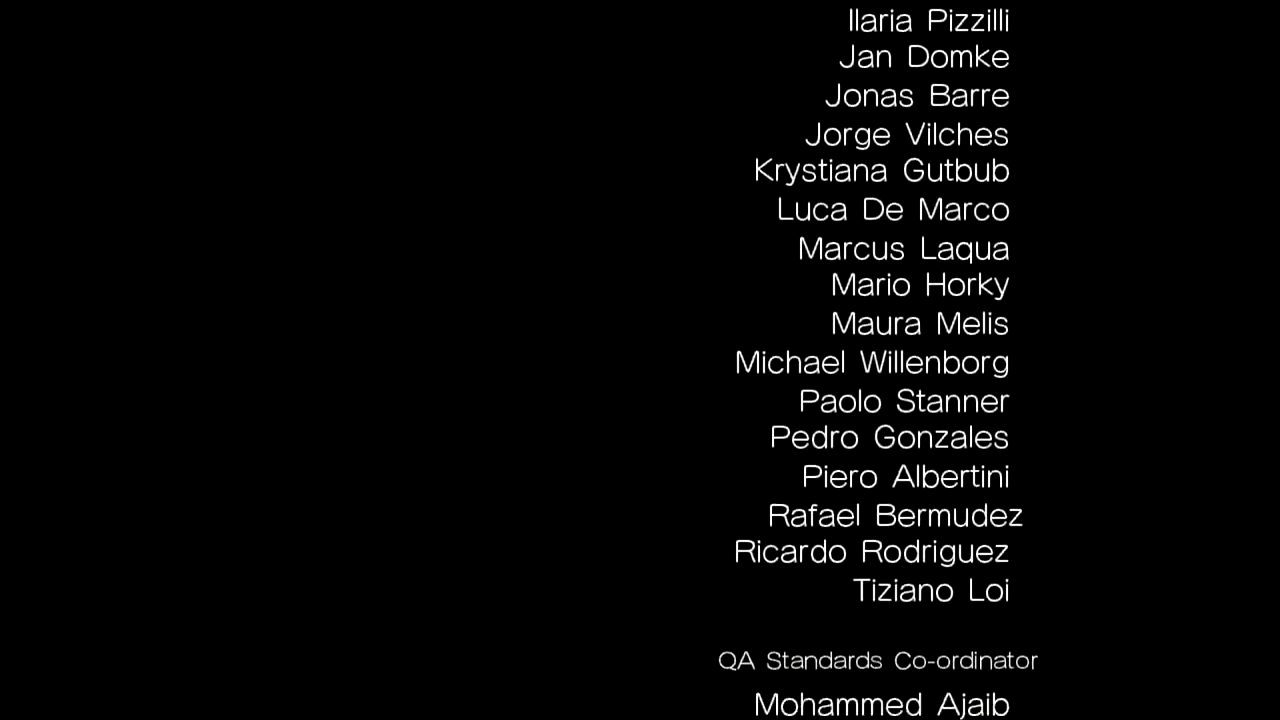 Ilaria Pizzilli
Jan Domke
Jonas Barre
Jorge Vilches
Krystiana Gutbub
Luca De Marco
Marcus Laqua
Mario Horky
Maura Melis
Michael Willenborg
Paolo Stanner
Pedro Gonzales
Piero Albertini
Rafael Bermudez
Ricardo Rodriguez
Tiziano Loi
QA Standards Co-ordinator
Mohammed Ajaib